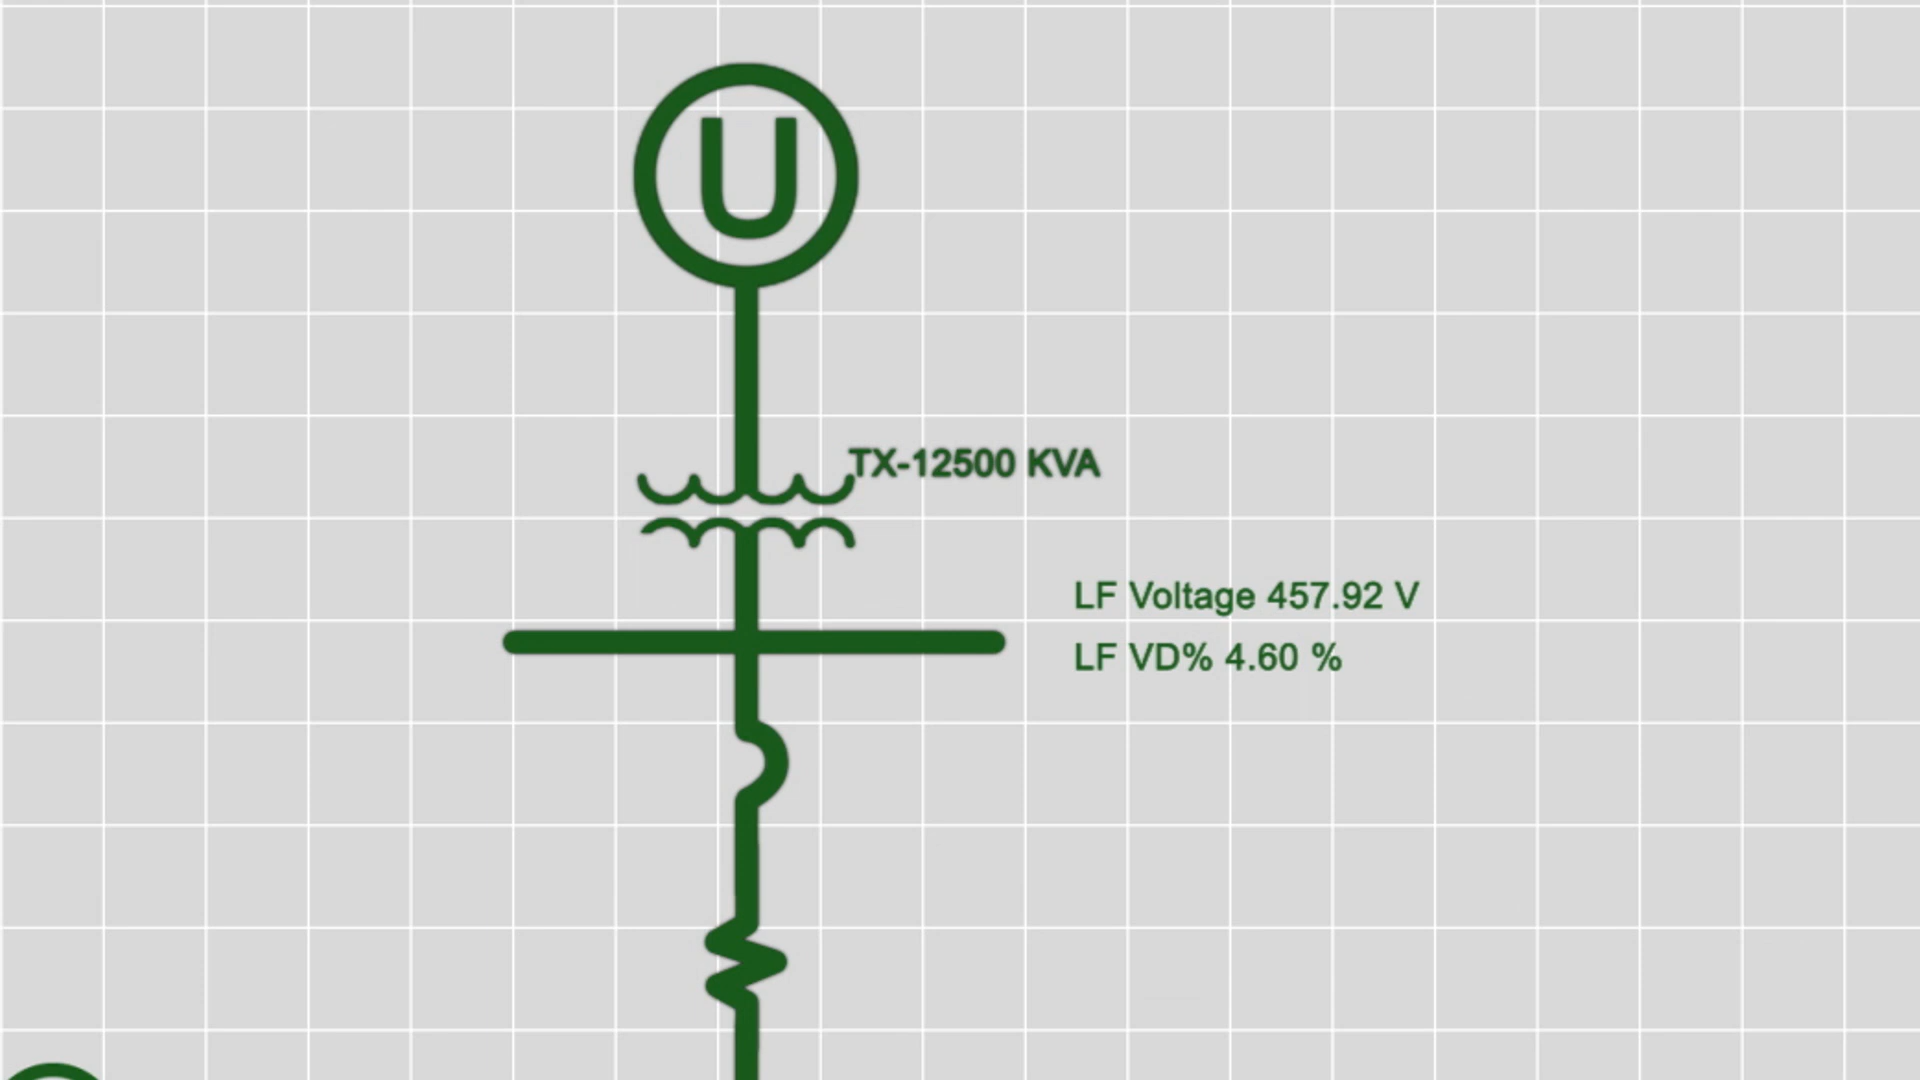 U
TX-12500 KVA
LF Voltage 457.92 V
LF VD% 4.60 %